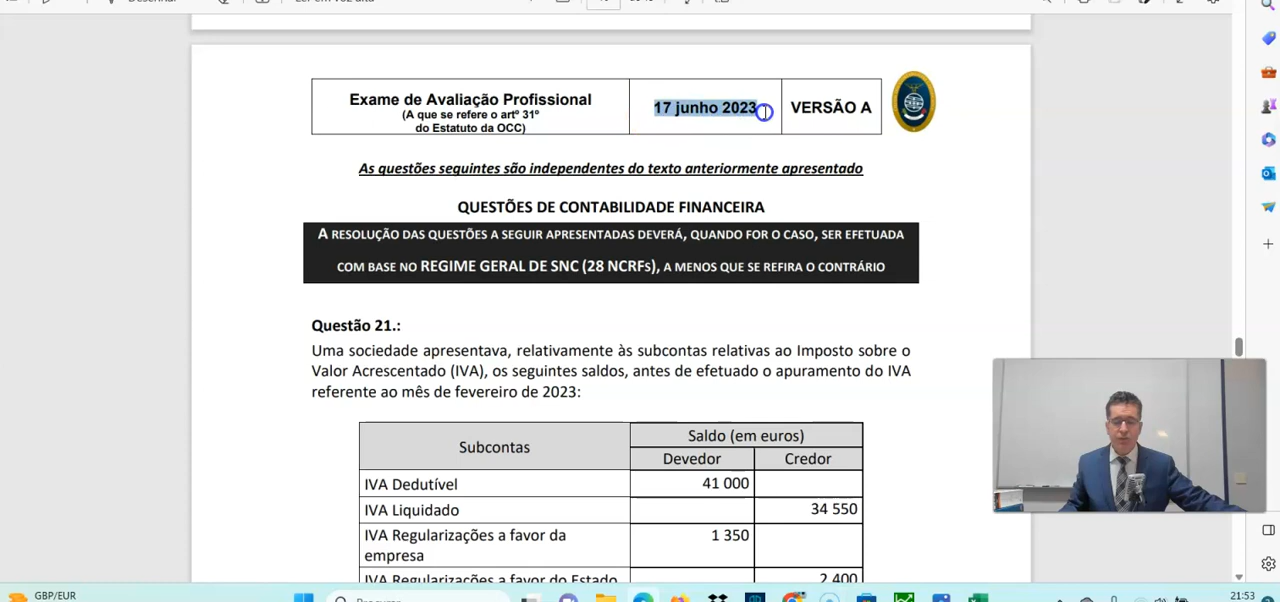 Exame de Avaliação Profissional
(A que se refere o artº 31º
do Estatuto da OCC)
17 junho 2023
VERSÃO A
As questões seguintes são independentes do texto anteriormente apresentado
QUESTÕES DE CONTABILIDADE FINANCEIRA
A RESOLUÇÃO DAS QUESTÕES A SEGUIR APRESENTADAS DEVERÁ, QUANDO FOR O CASO, SER EFETUADA
COM BASE NO REGIME GERAL DE SNC (28 NCRFs), A MENOS QUE SE REFIRA O CONTRÁRIO
Questão 21.:
Uma sociedade apresentava, relativamente às subcontas relativas ao Imposto sobre o
Valor Acrescentado (IVA), os seguintes saldos, antes de efetuado o apuramento do IVA
referente ao mês de fevereiro de 2023:
Subcontas
Saldo (em euros)
Devedor Credor
IVA Dedutível 41 000
IVA Liquidado 34 550
IVA Regularizações a favor da 1 350
empresa
IVA Regularizações a favor do Estado 2 400
GBP/EUR
21:53